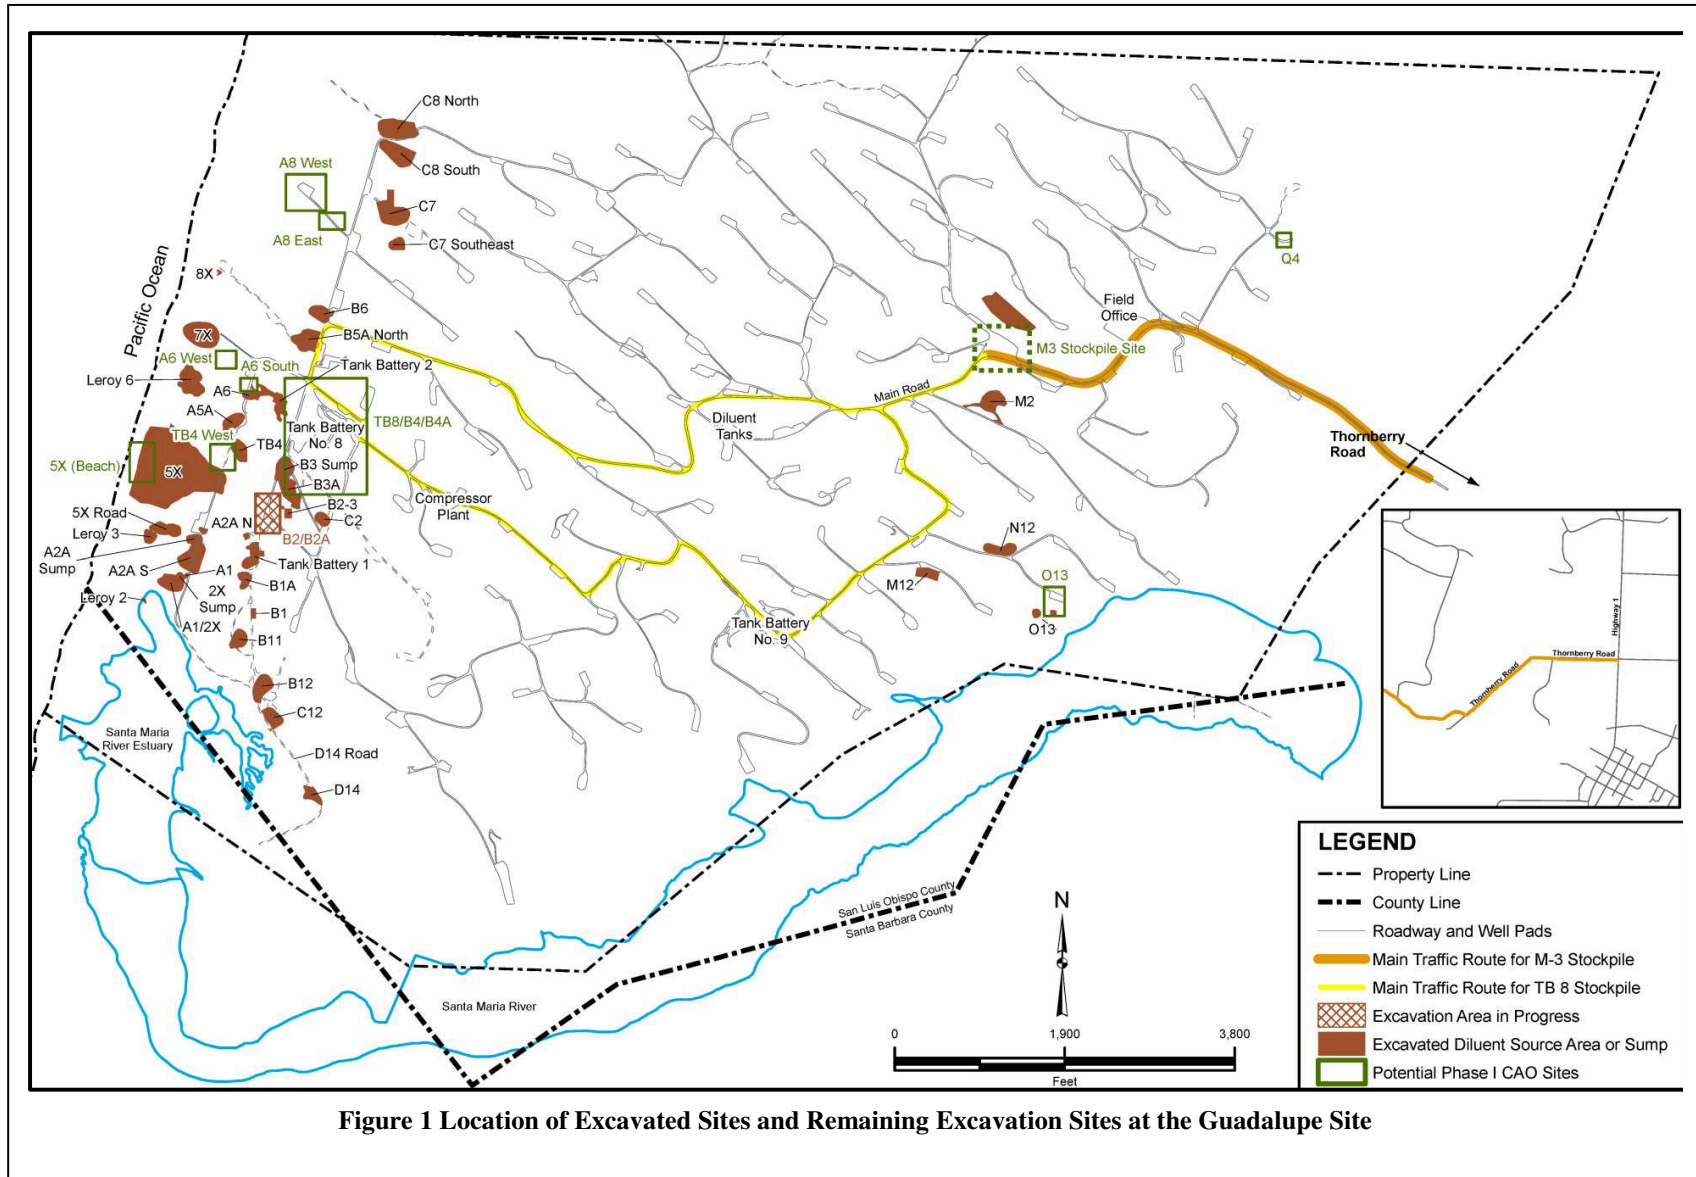 C8 North
C8 South
A8 West
A8 East
C7
C7 Southeast
Q4
8X
Pacific Ocean
B6
B5A North
7X
A6 West
A6 South
Tank Battery 2
Leroy 6
A6
A5A
TB4 West
TB4
Tank Battery
No. 8
TB8/B4/B4A
5X (Beach)
5X
B3 Sump
B3A
B2-3
C2
B2/B2A
5X Road
Leroy 3
A2A N
A2A
Sump
A2A S
A1
2X
Sump
Tank Battery 1
B1A
Leroy 2
A1/2X
B1
B11
B12
C12
D14 Road
D14
Field
Office
M3 Stockpile Site
Main Road
M2
Diluent
Tanks
Compressor
Plant
Thornberry
Road
N12
M12
O13
O13
Tank Battery
No. 9
Santa Maria
River Estuary
Santa Maria River
San Luis Obispo County
Santa Barbara County
N
0
1,900
3,800
Feet
Highway 1
Thornberry Road
Thornberry Road
LEGEND
Property Line
County Line
Roadway and Well Pads
Main Traffic Route for M-3 Stockpile
Main Traffic Route for TB 8 Stockpile
Excavation Area in Progress
Excavated Diluent Source Area or Sump
Potential Phase I CAO Sites
Figure 1 Location of Excavated Sites and Remaining Excavation Sites at the Guadalupe Site